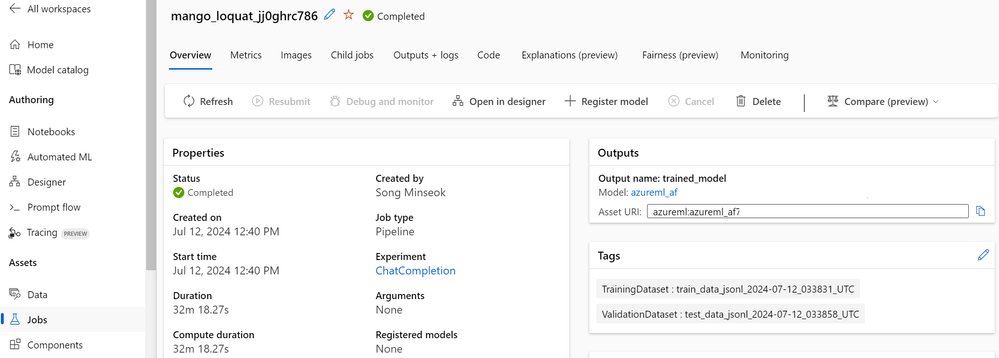 All workspaces
Home
Model catalog
Authoring
Notebooks
Automated ML
Designer
Prompt flow
Tracing PREVIEW
Assets
Data
Jobs
Components
mango_loquat_jj0ghrc786 Completed
Overview Metrics Images Child jobs Outputs + logs Code Explanations (preview) Fairness (preview) Monitoring
Refresh Resubmit Debug and monitor Open in designer Register model Cancel Delete Compare (preview)
Properties
Status
Completed
Created on
Jul 12, 2024 12:40 PM
Start time
Jul 12, 2024 12:40 PM
Duration
32m 18.27s
Compute duration
32m 18.27s
Created by
Song Minseok
Job type
Pipeline
Experiment
ChatCompletion
Arguments
None
Registered models
None
Outputs
Output name: trained_model
Model: azureml_af
Asset URI: azureml:azureml_af7
Tags
TrainingDataset : train_data_jsonl_2024-07-12_033831_UTC
ValidationDataset : test_data_jsonl_2024-07-12_033858_UTC